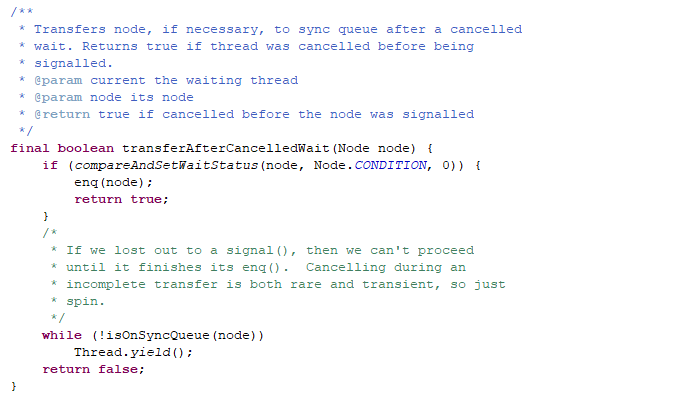 /**
 * Transfers node, if necessary, to sync queue after a cancelled
 * wait. Returns true if thread was cancelled before being
 * signalled.
 * @param current the waiting thread
 * @param node its node
 * @return true if cancelled before the node was signalled
 */
final boolean transferAfterCancelledWait(Node node) {
    if (compareAndSetWaitStatus(node, Node.CONDITION, 0)) {
        enq(node);
        return true;
    }
    /*
     * If we lost out to a signal(), then we can't proceed
     * until it finishes its enq().  Cancelling during an
     * incomplete transfer is both rare and transient, so just
     * spin.
     */
    while (!isOnSyncQueue(node))
        Thread.yield();
    return false;
}